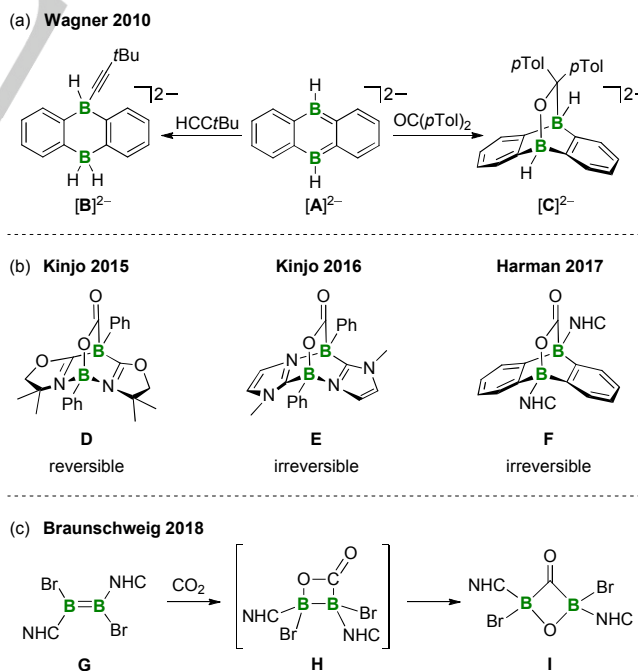 (a) Wagner 2010
tBu
H
B
]2–
B
H H
[B]2–
HCCtBu
H
B
]2–
B
H
[A]2–
OC(pTol)2
pTol pTol
O
H
]2–
B
B
H
[C]2–
(b) Kinjo 2015 Kinjo 2016 Harman 2017
O
O
Ph
B
O
O
N
B
N
Ph
D
reversible
O
O
Ph
N
B
N
B
N
N
Ph
E
irreversible
O
O
NHC
B
B
NHC
F
irreversible
(c) Braunschweig 2018
Br
NHC
B
B
NHC
Br
G
CO2
O
O
C
B
B
NHC
Br
Br
NHC
H
O
NHC
C
Br
B
B
Br
O
NHC
I